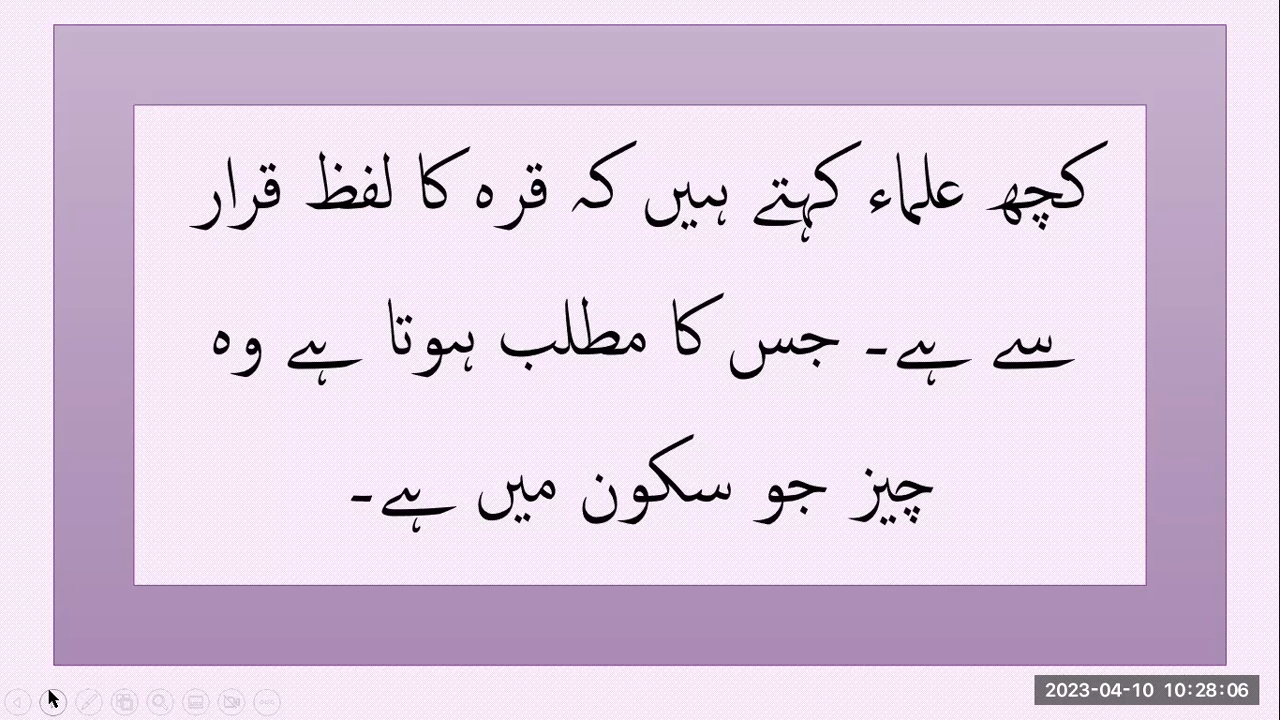 کچھ علماء کہتے ہیں کہ قرہ کا لفظ قرار
سے ہے۔ جس کا مطلب ہوتا ہے وہ
چیز جو سکون میں ہے۔
2023-04-10 10:28:06